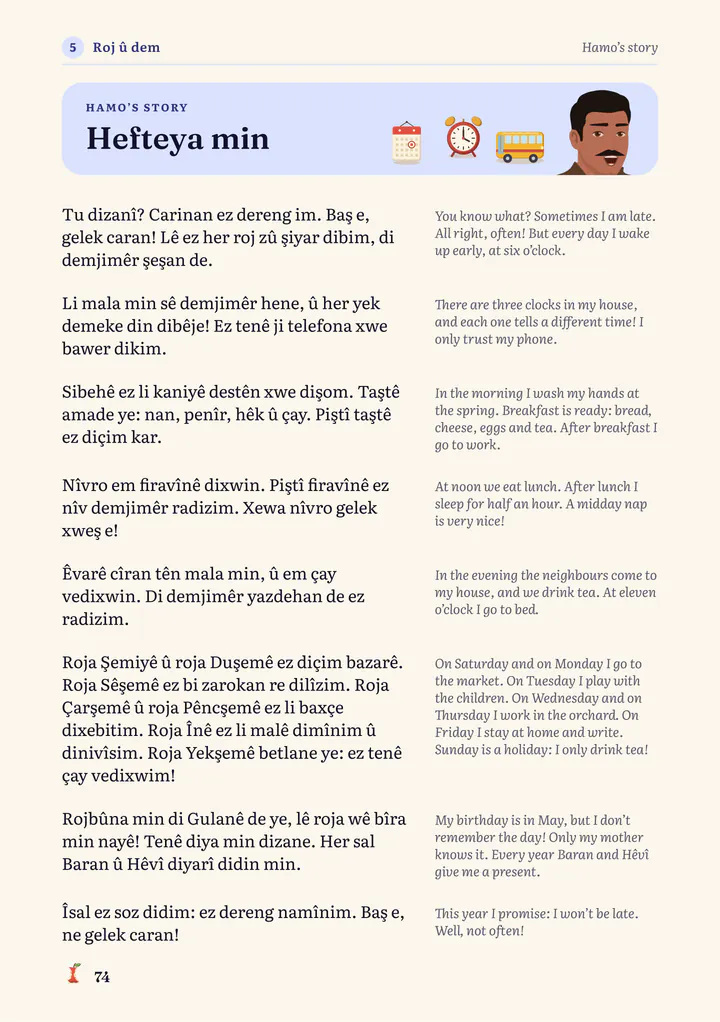 5 Roj û dem
Hamo's story
HAMO'S STORY
Hefteya min
Tu dizanî? Carinan ez dereng im. Baş e,
gelek caran! Lê ez her roj zû şiyar dibim, di
demjimêr şeşan de.
You know what? Sometimes I am late.
All right, often! But every day I wake
up early, at six o'clock.
Li mala min sê demjimêr hene, û her yek
demeke din dibêje! Ez tenê ji telefona xwe
bawer dikim.
There are three clocks in my house,
and each one tells a different time! I
only trust my phone.
Sibehê ez li kaniyê destên xwe dişom. Taştê
amade ye: nan, penîr, hêk û çay. Piştî taştê
ez diçim kar.
In the morning I wash my hands at
the spring. Breakfast is ready: bread,
cheese, eggs and tea. After breakfast I
go to work.
Nîvro em firavînê dixwin. Piştî firavînê ez
nîv demjimêr radizim. Xewa nîvro gelek
xweş e!
At noon we eat lunch. After lunch I
sleep for half an hour. A midday nap
is very nice!
Êvarê cîran tên mala min, û em çay
vedixwin. Di demjimêr yazdehan de ez
radizim.
In the evening the neighbours come to
my house, and we drink tea. At eleven
o'clock I go to bed.
Roja Şemiyê û roja Duşemê ez diçim bazarê.
Roja Sêşemê ez bi zarokan re dilîzim. Roja
Çarşemê û roja Pêncşemê ez li baxçe
dixebitim. Roja Înê ez li malê dimînim û
dinivîsim. Roja Yekşemê betlane ye: ez tenê
çay vedixwim!
On Saturday and on Monday I go to
the market. On Tuesday I play with
the children. On Wednesday and on
Thursday I work in the orchard. On
Friday I stay at home and write.
Sunday is a holiday: I only drink tea!
Rojbûna min di Gulanê de ye, lê roja wê bîra
min nayê! Tenê diya min dizane. Her sal
Baran û Hêvî diyarî didin min.
My birthday is in May, but I don't
remember the day! Only my mother
knows it. Every year Baran and Hêvî
give me a present.
Îsal ez soz didim: ez dereng namînim. Baş e,
ne gelek caran!
This year I promise: I won't be late.
Well, not often!
74